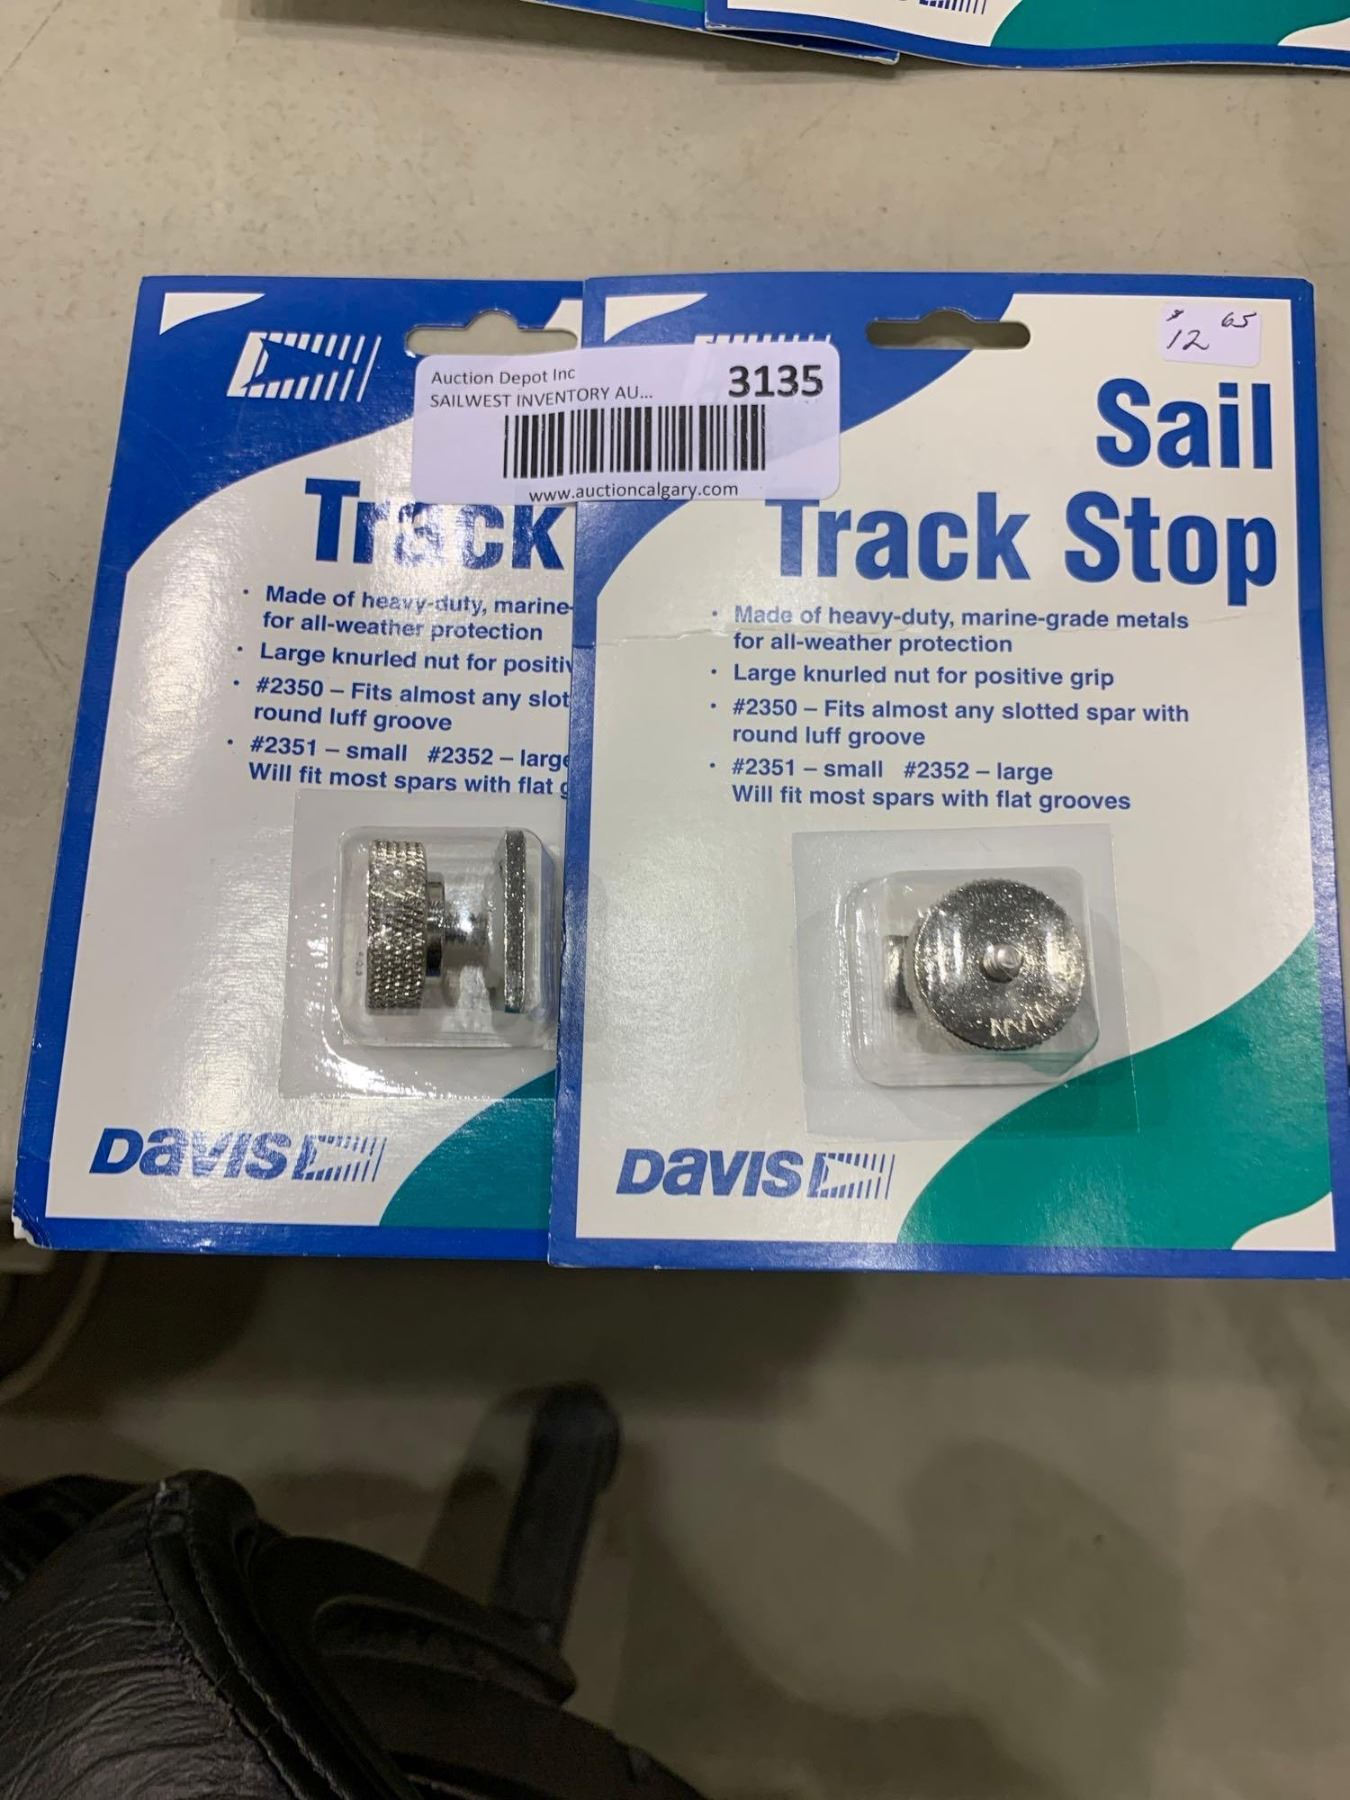 Auction Depot Inc
SAILWEST INVENTORY AU...
3135
www.auctioncalgary.com
Track
• Made of heavy-duty, marine-
for all-weather protection
• Large knurled nut for positiv
• #2350 – Fits almost any slot
round luff groove
• #2351 – small #2352 – large
Will fit most spars with flat g
DAVIS
$ 12 65
Sail
Track Stop
• Made of heavy-duty, marine-grade metals
for all-weather protection
• Large knurled nut for positive grip
• #2350 – Fits almost any slotted spar with
round luff groove
• #2351 – small #2352 – large
Will fit most spars with flat grooves
DAVIS